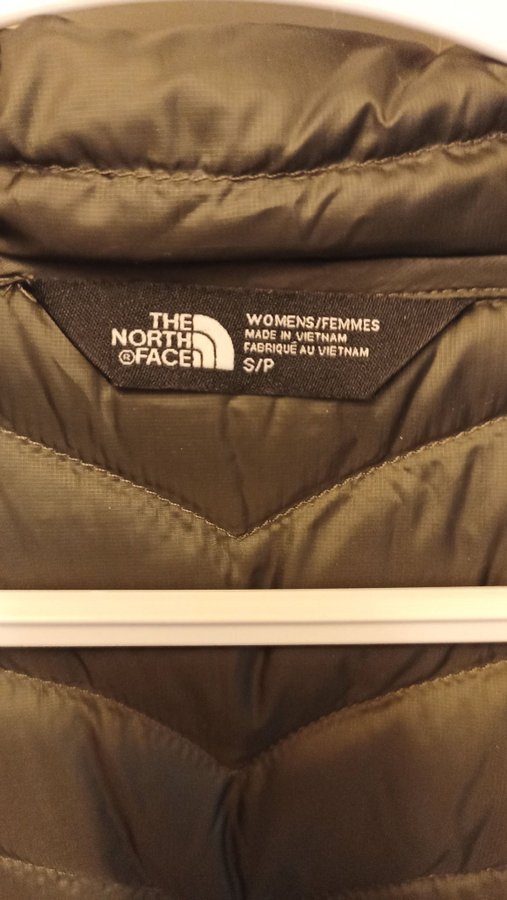 THE
NORTH
®FACE
WOMENS/FEMMES
MADE IN VIETNAM
FABRIQUÉ AU VIETNAM
S/P